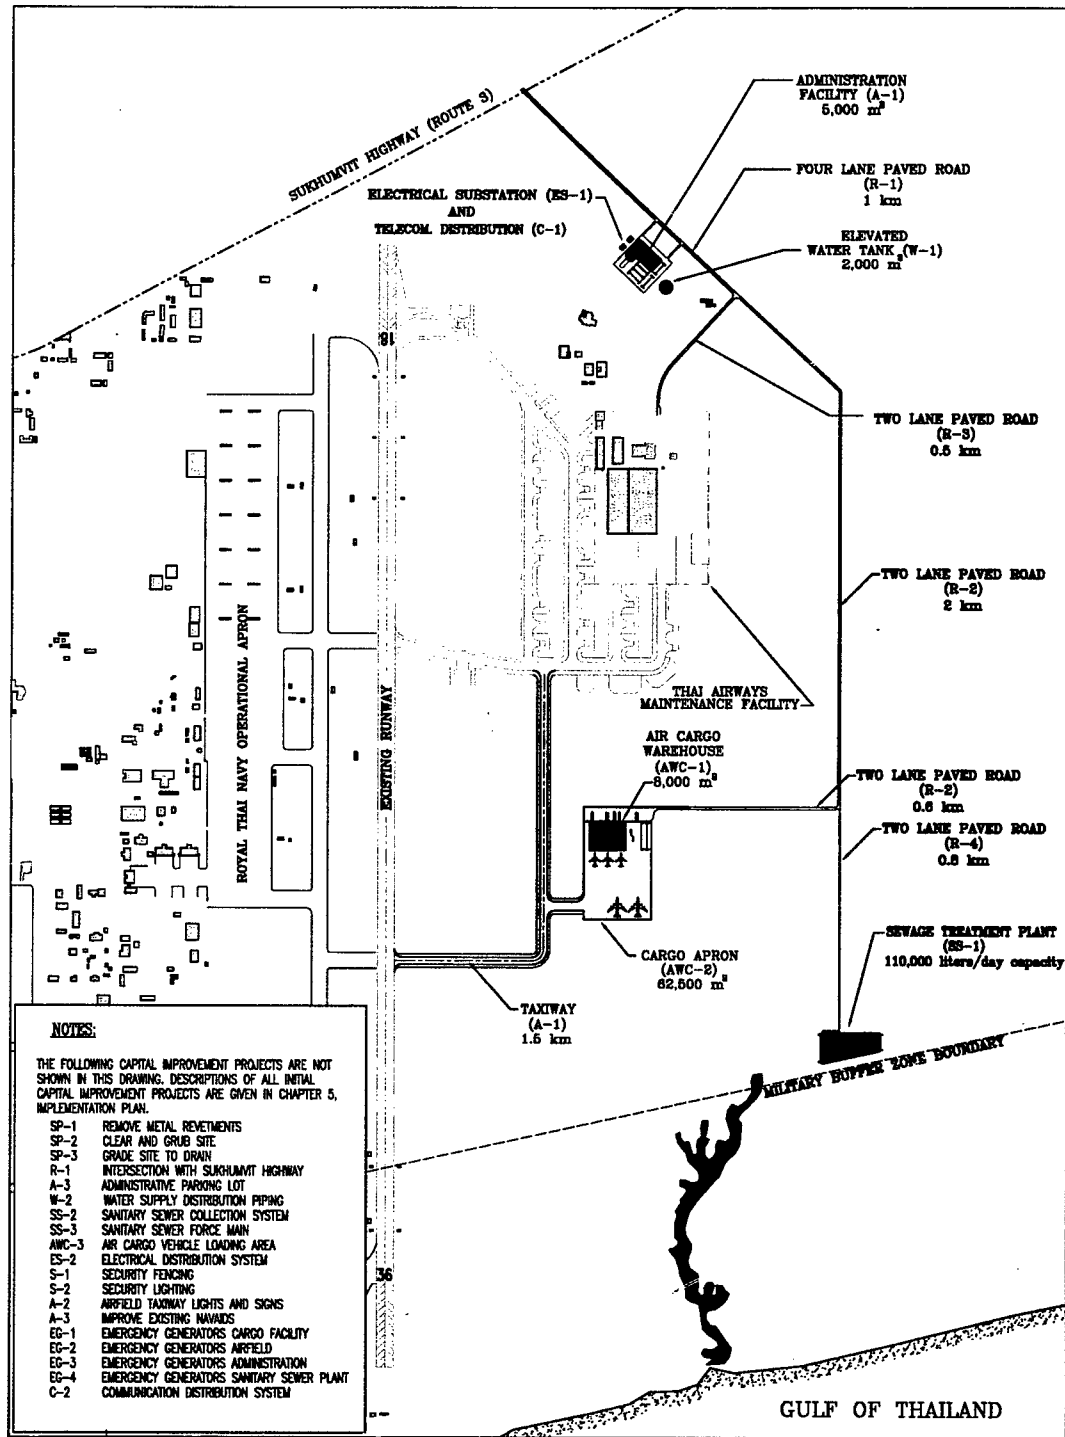 ADMINISTRATION
FACILITY (A-1)
5,000 m²
SUKHUMVIT HIGHWAY (ROUTE 3)
FOUR LANE PAVED ROAD
(R-1)
1 km
ELECTRICAL SUBSTATION (ES-1)
AND
TELECOM. DISTRIBUTION (C-1)
ELEVATED
WATER TANK (W-1)
2,000 m³
18
TWO LANE PAVED ROAD
(R-3)
0.5 km
TWO LANE PAVED ROAD
(R-2)
2 km
ROYAL THAI NAVY OPERATIONAL APRON
EXISTING RUNWAY
THAI AIRWAYS
MAINTENANCE FACILITY
AIR CARGO
WAREHOUSE
(AWC-1)
8,000 m²
TWO LANE PAVED ROAD
(R-2)
0.6 km
TWO LANE PAVED ROAD
(R-4)
0.8 km
SEWAGE TREATMENT PLANT
(SS-1)
110,000 liters/day capacity
CARGO APRON
(AWC-2)
62,500 m²
TAXIWAY
(A-1)
1.5 km
MILITARY BUFFER ZONE BOUNDARY
NOTES:
THE FOLLOWING CAPITAL IMPROVEMENT PROJECTS ARE NOT
SHOWN IN THIS DRAWING. DESCRIPTIONS OF ALL INITIAL
CAPITAL IMPROVEMENT PROJECTS ARE GIVEN IN CHAPTER 5,
IMPLEMENTATION PLAN.
SP-1 REMOVE METAL REVETMENTS
SP-2 CLEAR AND GRUB SITE
SP-3 GRADE SITE TO DRAIN
R-1 INTERSECTION WITH SUKHUMVIT HIGHWAY
A-3 ADMINISTRATIVE PARKING LOT
W-2 WATER SUPPLY DISTRIBUTION PIPING
SS-2 SANITARY SEWER COLLECTION SYSTEM
SS-3 SANITARY SEWER FORCE MAIN
AWC-3 AIR CARGO VEHICLE LOADING AREA
ES-2 ELECTRICAL DISTRIBUTION SYSTEM
S-1 SECURITY FENCING
S-2 SECURITY LIGHTING
A-2 AIRFIELD TAXIWAY LIGHTS AND SIGNS
A-3 IMPROVE EXISTING NAVAIDS
EG-1 EMERGENCY GENERATORS CARGO FACILITY
EG-2 EMERGENCY GENERATORS AIRFIELD
EG-3 EMERGENCY GENERATORS ADMINISTRATION
EG-4 EMERGENCY GENERATORS SANITARY SEWER PLANT
C-2 COMMUNICATION DISTRIBUTION SYSTEM
36
GULF OF THAILAND